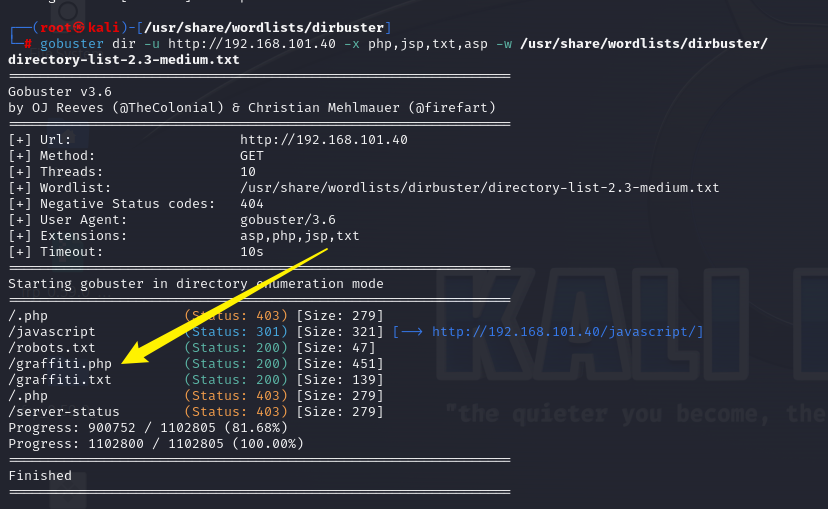 ┌──(root㉿kali)-[/usr/share/wordlists/dirbuster]
└─# gobuster dir -u http://192.168.101.40 -x php,jsp,txt,asp -w /usr/share/wordlists/dirbuster/
directory-list-2.3-medium.txt
===============================================================
Gobuster v3.6
by OJ Reeves (@TheColonial) & Christian Mehlmauer (@firefart)
===============================================================
[+] Url:                     http://192.168.101.40
[+] Method:                  GET
[+] Threads:                 10
[+] Wordlist:                /usr/share/wordlists/dirbuster/directory-list-2.3-medium.txt
[+] Negative Status codes:   404
[+] User Agent:              gobuster/3.6
[+] Extensions:              asp,php,jsp,txt
[+] Timeout:                 10s
===============================================================
Starting gobuster in directory enumeration mode
===============================================================
/.php                 (Status: 403) [Size: 279]
/javascript           (Status: 301) [Size: 321] [--> http://192.168.101.40/javascript/]
/robots.txt           (Status: 200) [Size: 47]
/graffiti.php         (Status: 200) [Size: 451]
/graffiti.txt         (Status: 200) [Size: 139]
/.php                 (Status: 403) [Size: 279]
/server-status        (Status: 403) [Size: 279]
Progress: 900752 / 1102805 (81.68%)
Progress: 1102800 / 1102805 (100.00%)
===============================================================
Finished
===============================================================
KALI
"the quieter you become, the